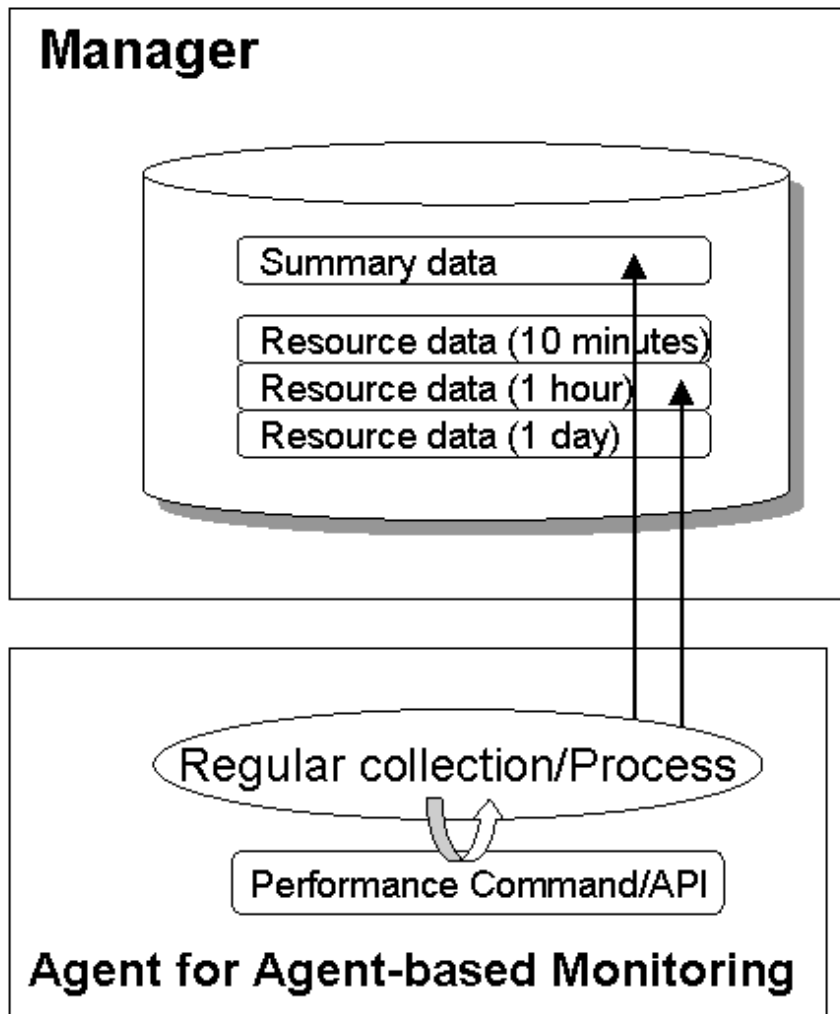 Manager
Summary data
Resource data (10 minutes)
Resource data (1 hour)
Resource data (1 day)
Regular collection/Process
Performance Command/API
Agent for Agent-based Monitoring